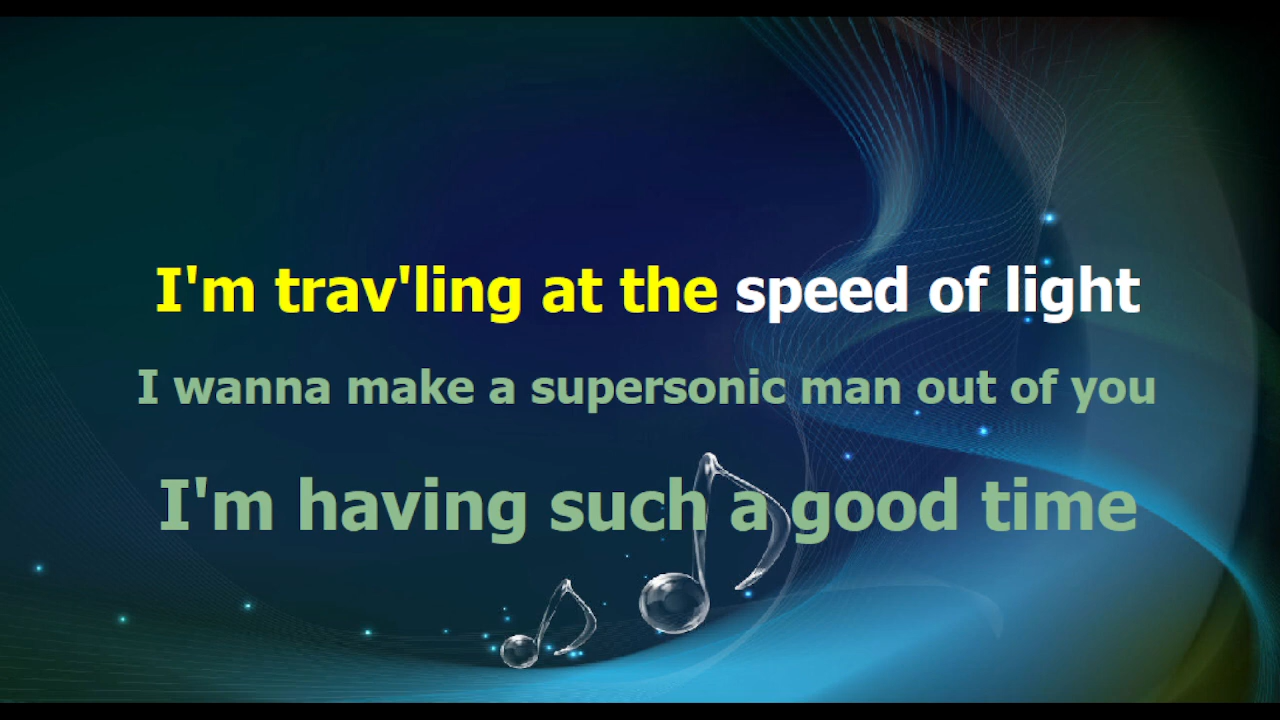 I'm trav'ling at the speed of light
I wanna make a supersonic man out of you
I'm having such a good time